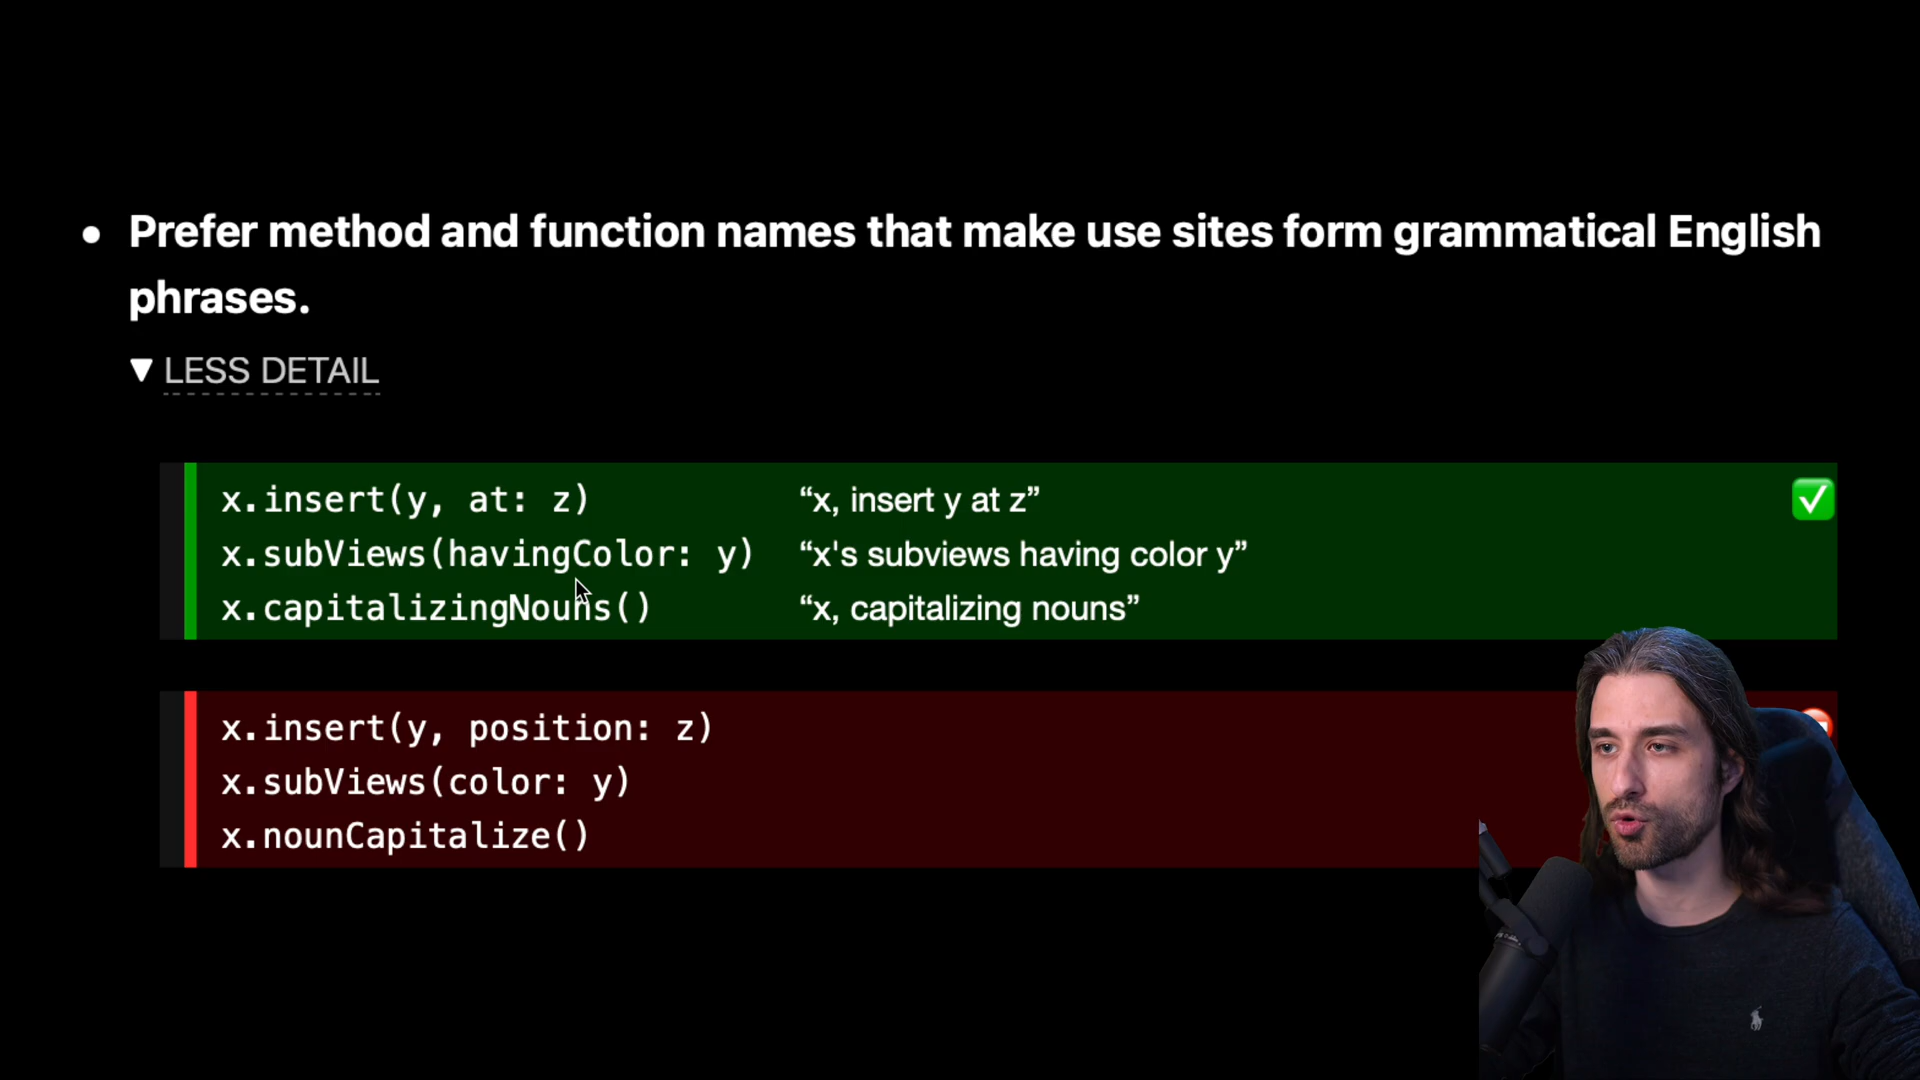 • Prefer method and function names that make use sites form grammatical English
phrases.
▼ LESS DETAIL
x.insert(y, at: z) “x, insert y at z” ✅
x.subViews(havingColor: y) “x's subviews having color y”
x.capitalizingNouns() “x, capitalizing nouns”
x.insert(y, position: z)
x.subViews(color: y)
x.nounCapitalize()